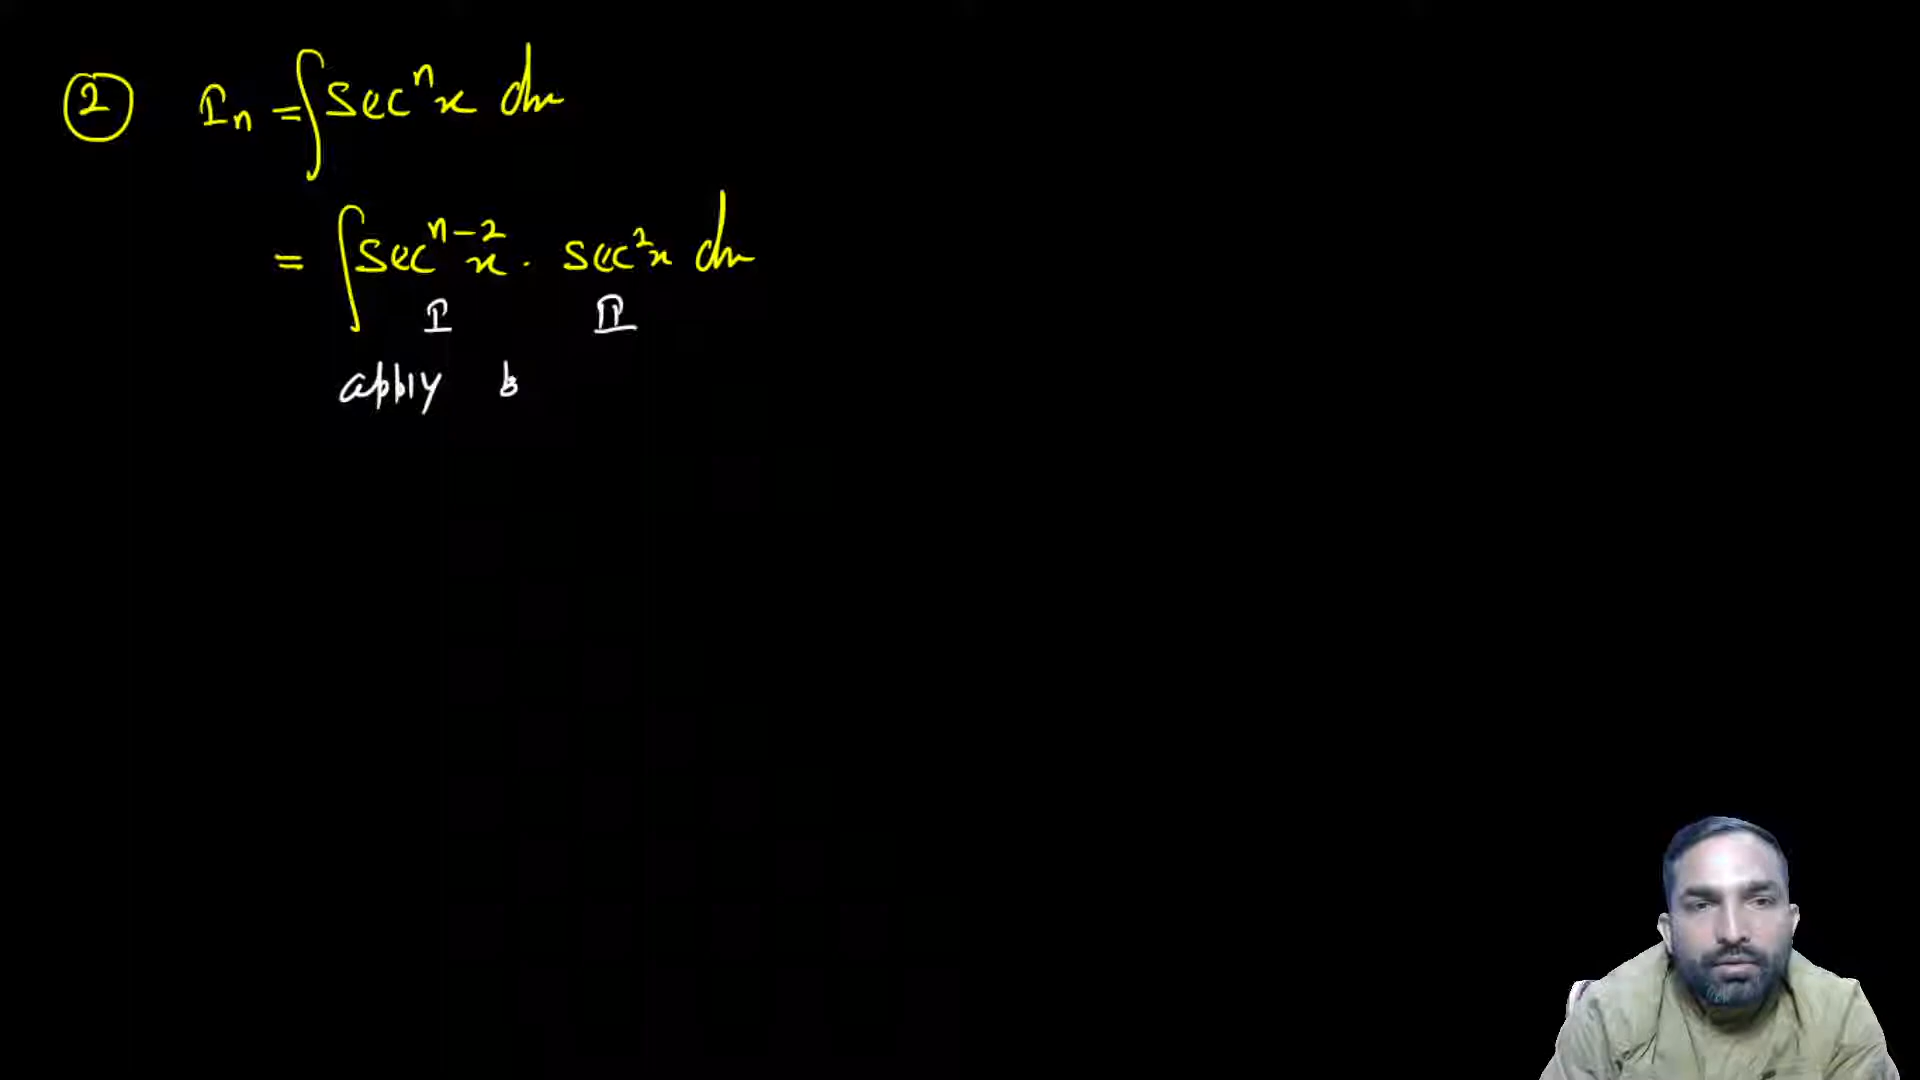 ② Iₙ = ∫ secⁿx dx
= ∫ secⁿ⁻²x . sec²x dx
I II
apply b